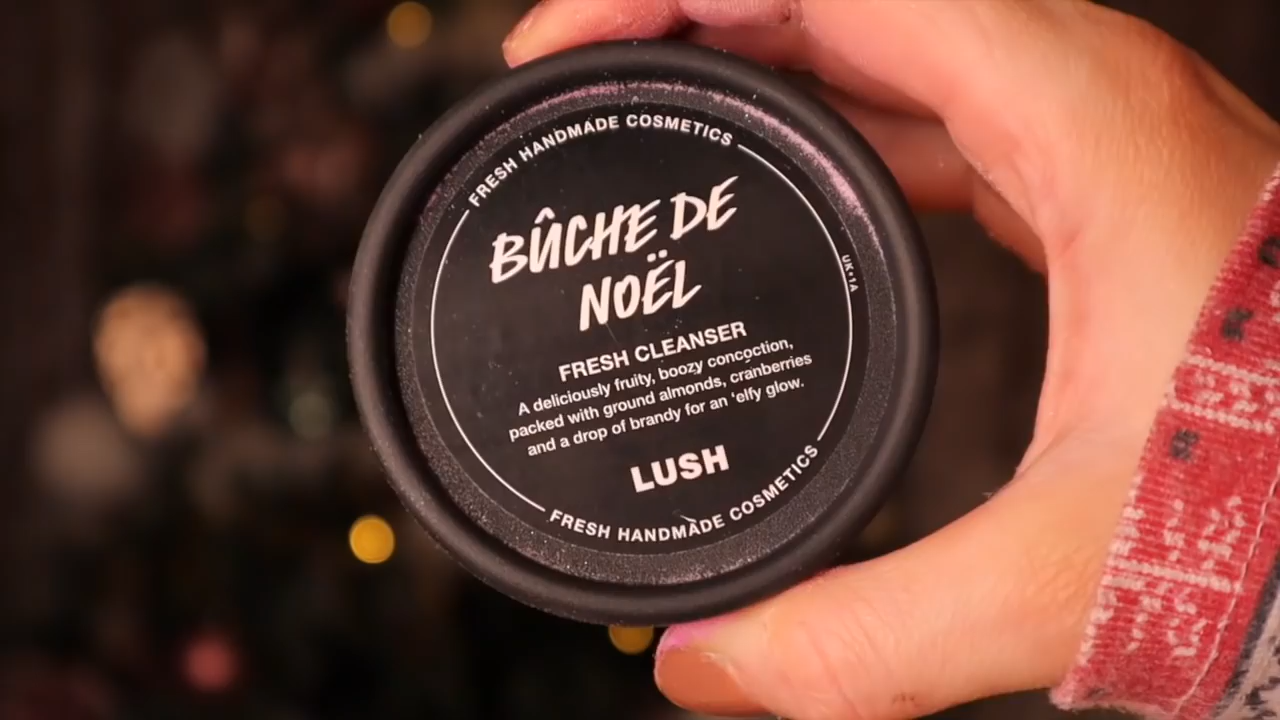 FRESH HANDMADE COSMETICS
BÛCHE DE
NOËL
UK•1A
FRESH CLEANSER
A deliciously fruity, boozy concoction,
packed with ground almonds, cranberries
and a drop of brandy for an ‘elfy glow.
LUSH
FRESH HANDMADE COSMETICS